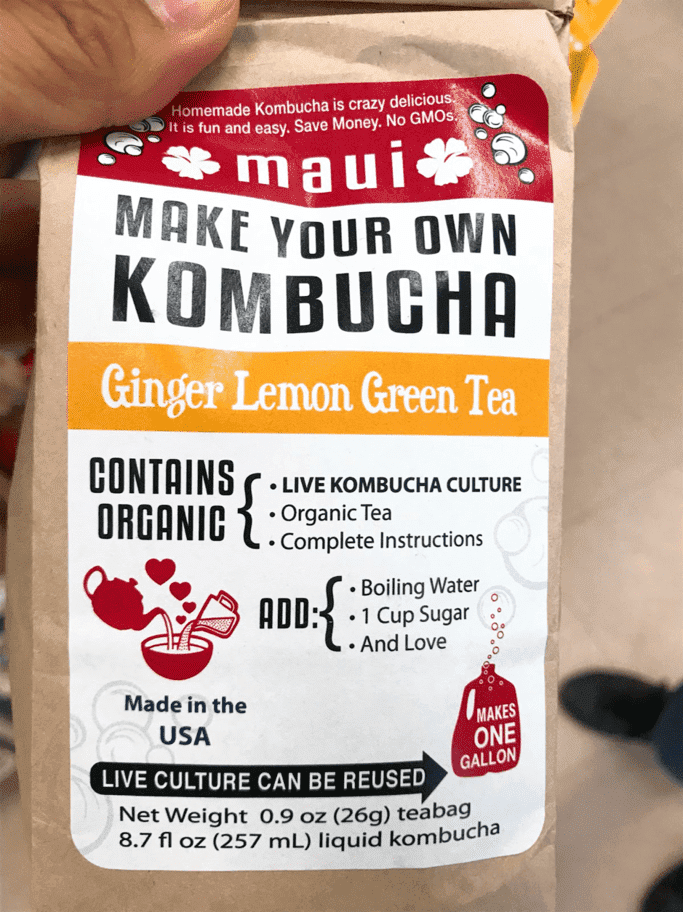 Homemade Kombucha is crazy delicious.
It is fun and easy. Save Money. No GMOs.
maui
MAKE YOUR OWN
KOMBUCHA
Ginger Lemon Green Tea
CONTAINS
ORGANIC
• LIVE KOMBUCHA CULTURE
• Organic Tea
• Complete Instructions
ADD:
• Boiling Water
• 1 Cup Sugar
• And Love
Made in the
USA
MAKES
ONE
GALLON
LIVE CULTURE CAN BE REUSED
Net Weight 0.9 oz (26g) teabag
8.7 fl oz (257 mL) liquid kombucha